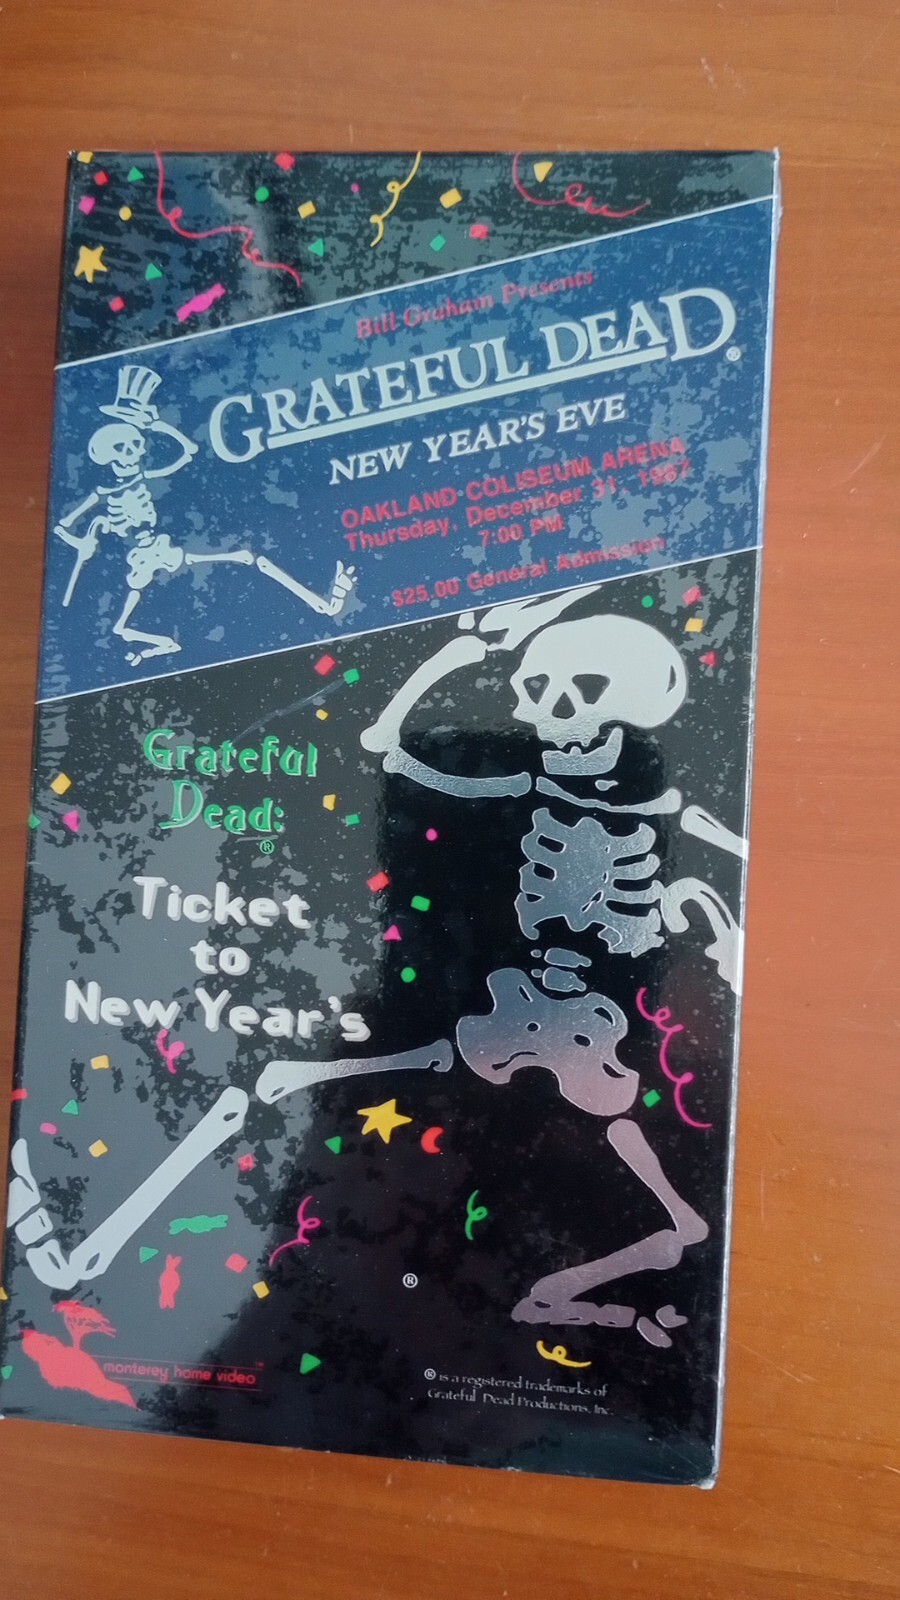 Bill Graham Presents
GRATEFUL DEAD®
NEW YEAR'S EVE
OAKLAND COLISEUM ARENA
Thursday, December 31, 1987
7:00 PM
$25.00 General Admission
Grateful
Dead:
®
Ticket
to
New Year's
®
monterey home video™
® is a registered trademarks of
Grateful Dead Productions, Inc.